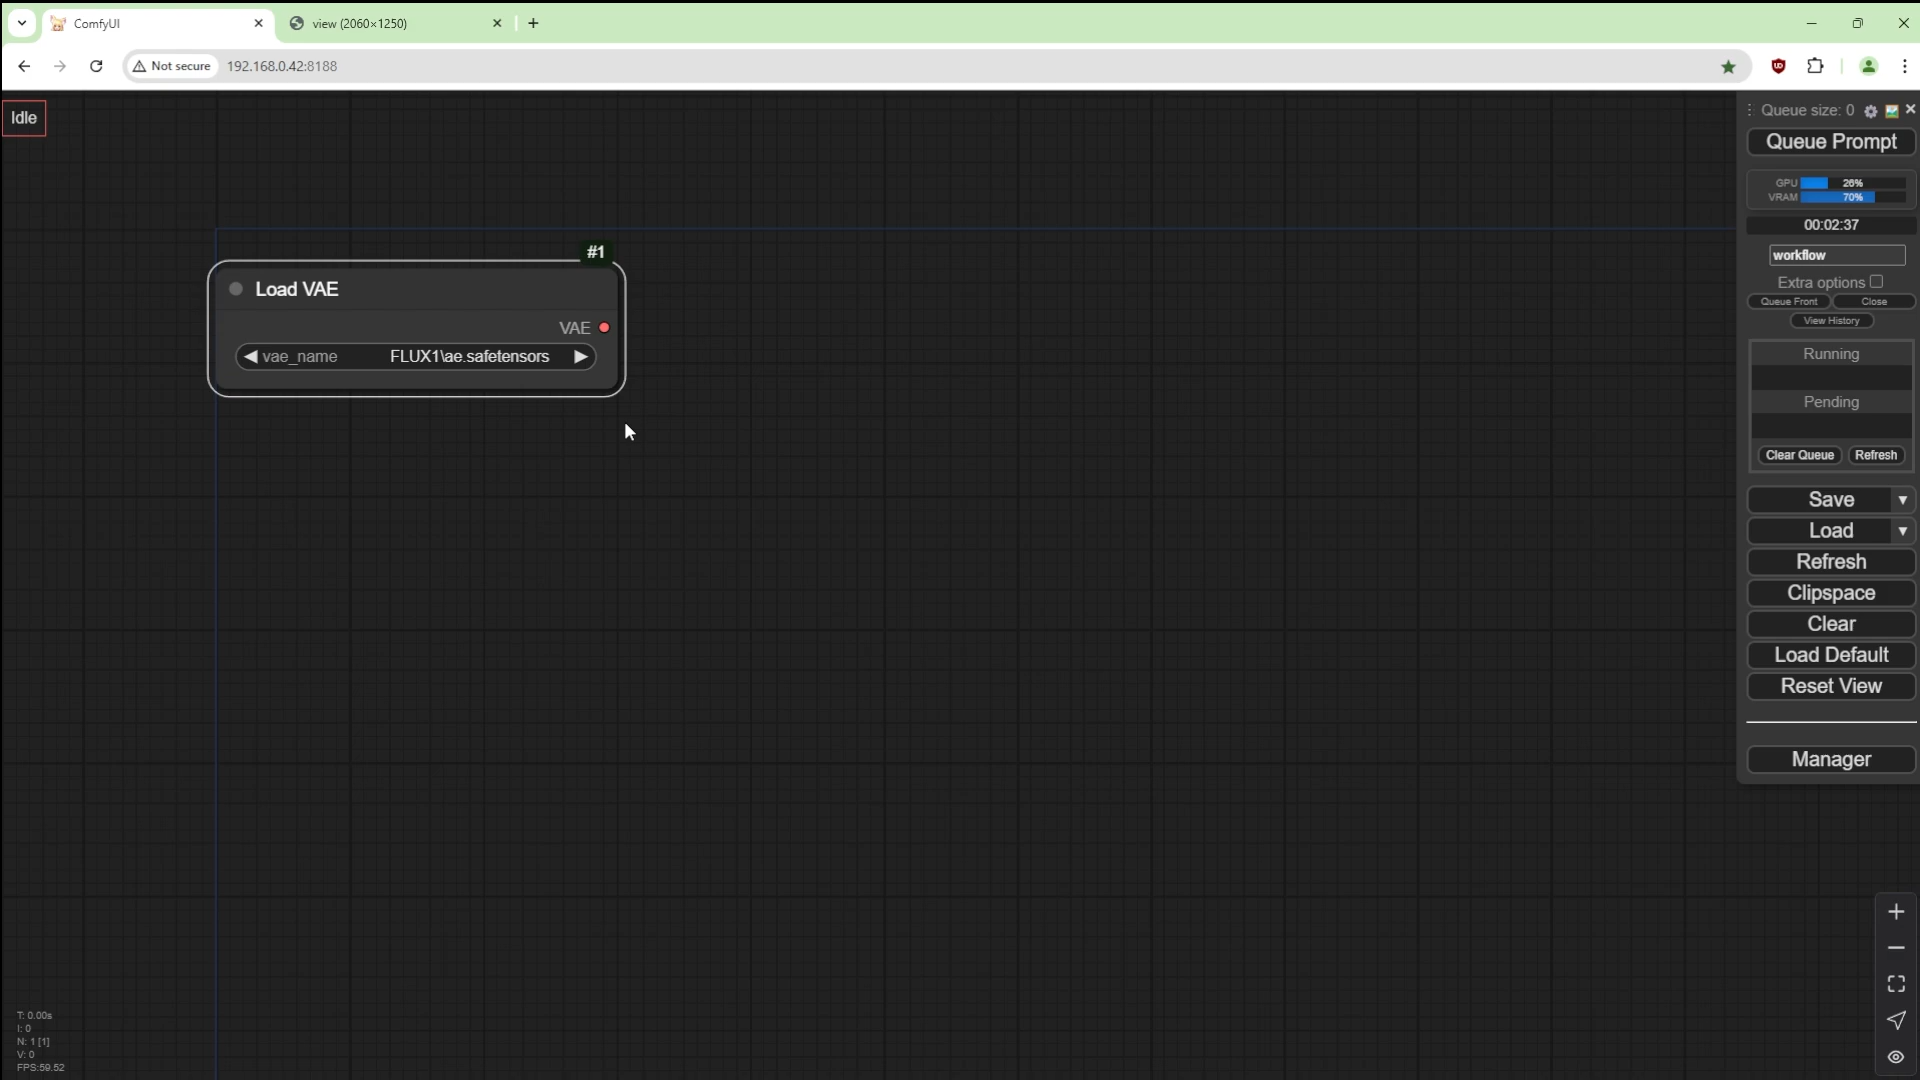 ComfyUI
view (2060×1250)
Not secure
192.168.0.42:8188
Idle
Queue size: 0
Queue Prompt
GPU 26%
VRAM 70%
00:02:37
workflow
Extra options
Queue Front
Close
View History
Running
Pending
Clear Queue
Refresh
Save
Load
Refresh
Clipspace
Clear
Load Default
Reset View
Manager
#1
Load VAE
VAE
vae_name FLUX1\ae.safetensors
T: 0.00s
I: 0
N: 1 [1]
V: 0
FPS:59.52